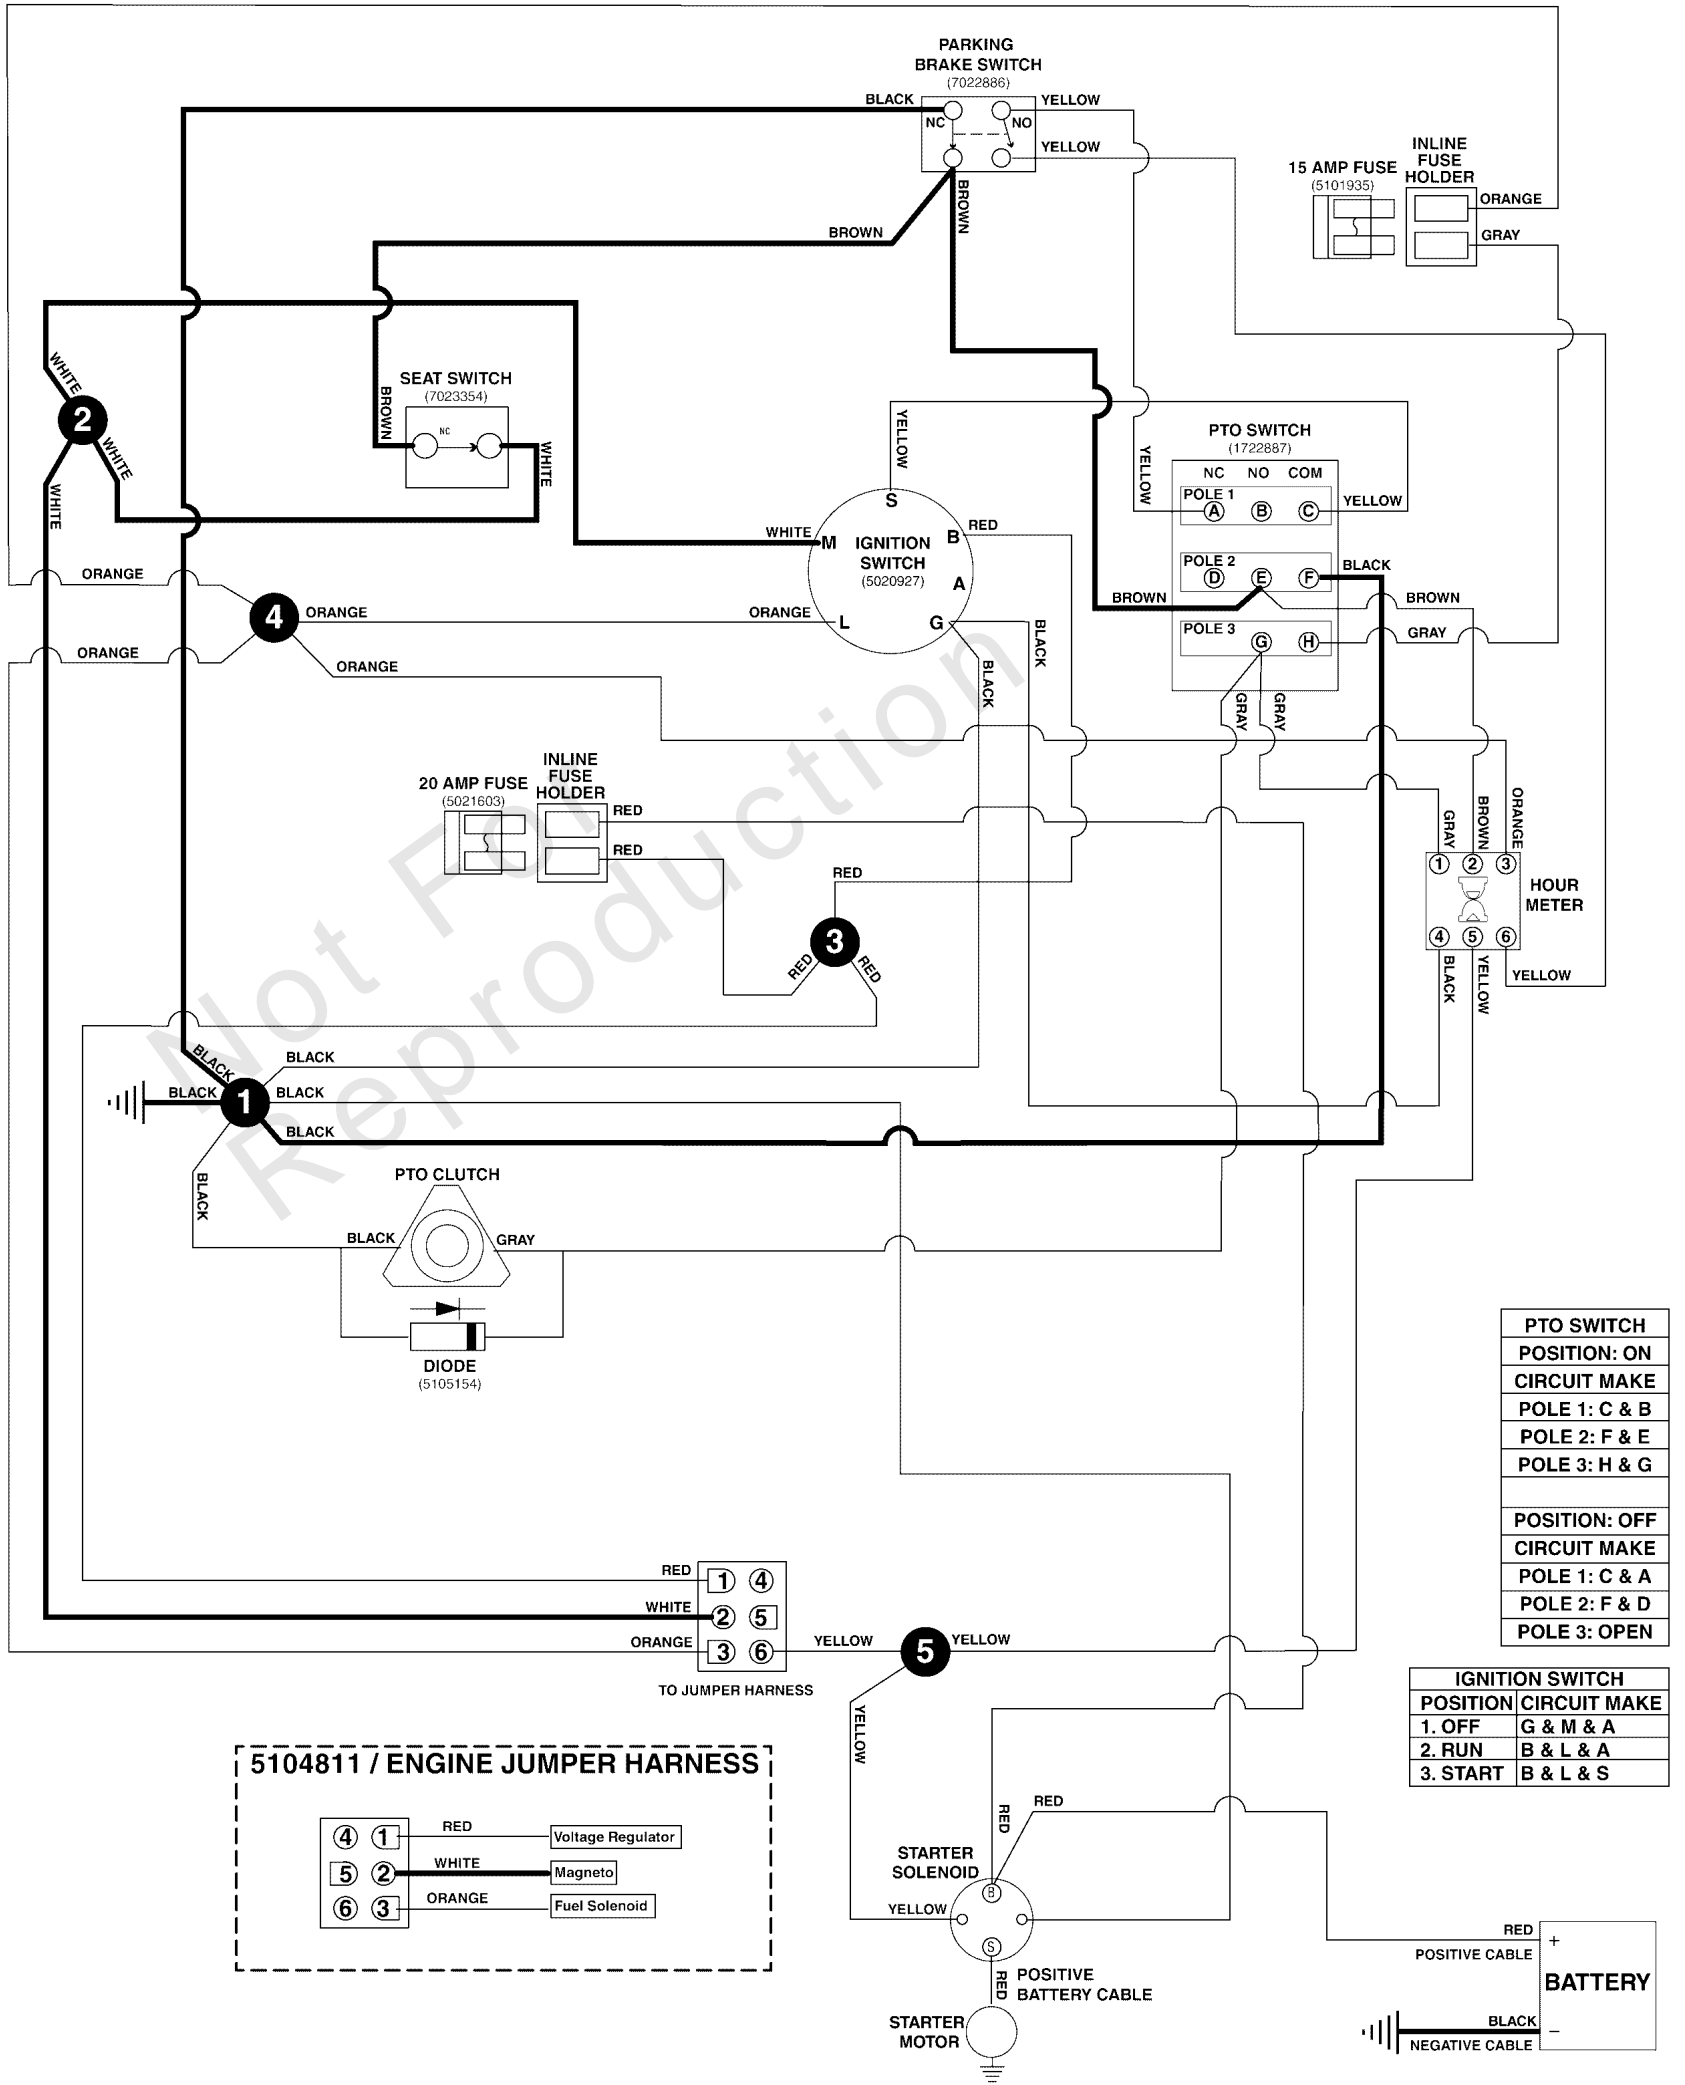 PARKING
BRAKE SWITCH
(7022886)
BLACK
NC
NO
YELLOW
YELLOW
BROWN
BROWN
15 AMP FUSE
(5101935)
INLINE
FUSE
HOLDER
ORANGE
GRAY
WHITE
2
WHITE
WHITE
SEAT SWITCH
(7023354)
NC
BROWN
WHITE
YELLOW
S
WHITE
M
IGNITION
SWITCH
(5020927)
B
RED
A
ORANGE
L
G
BLACK
BLACK
YELLOW
PTO SWITCH
(1722887)
NC NO COM
POLE 1
A B C
YELLOW
POLE 2
D E F
BLACK
BROWN
BROWN
POLE 3
G H
GRAY
GRAY
GRAY
ORANGE
4
ORANGE
ORANGE
ORANGE
20 AMP FUSE
(5021603)
INLINE
FUSE
HOLDER
RED
RED
RED
3
RED
RED
GRAY
BROWN
ORANGE
1 2 3
HOUR
METER
4 5 6
BLACK
YELLOW
YELLOW
Not For
Reproduction
BLACK
BLACK
BLACK
1
BLACK
BLACK
BLACK
PTO CLUTCH
BLACK
GRAY
DIODE
(5105154)
PTO SWITCH
POSITION: ON
CIRCUIT MAKE
POLE 1: C & B
POLE 2: F & E
POLE 3: H & G
POSITION: OFF
CIRCUIT MAKE
POLE 1: C & A
POLE 2: F & D
POLE 3: OPEN
RED
1 4
WHITE
2 5
ORANGE
3 6
YELLOW
5
YELLOW
TO JUMPER HARNESS
YELLOW
IGNITION SWITCH
POSITION CIRCUIT MAKE
1. OFF G & M & A
2. RUN B & L & A
3. START B & L & S
5104811 / ENGINE JUMPER HARNESS
4 1
RED
Voltage Regulator
5 2
WHITE
Magneto
6 3
ORANGE
Fuel Solenoid
RED
RED
STARTER
SOLENOID
B
YELLOW
S
RED
POSITIVE
BATTERY CABLE
STARTER
MOTOR
RED
+
POSITIVE CABLE
BATTERY
BLACK
–
NEGATIVE CABLE